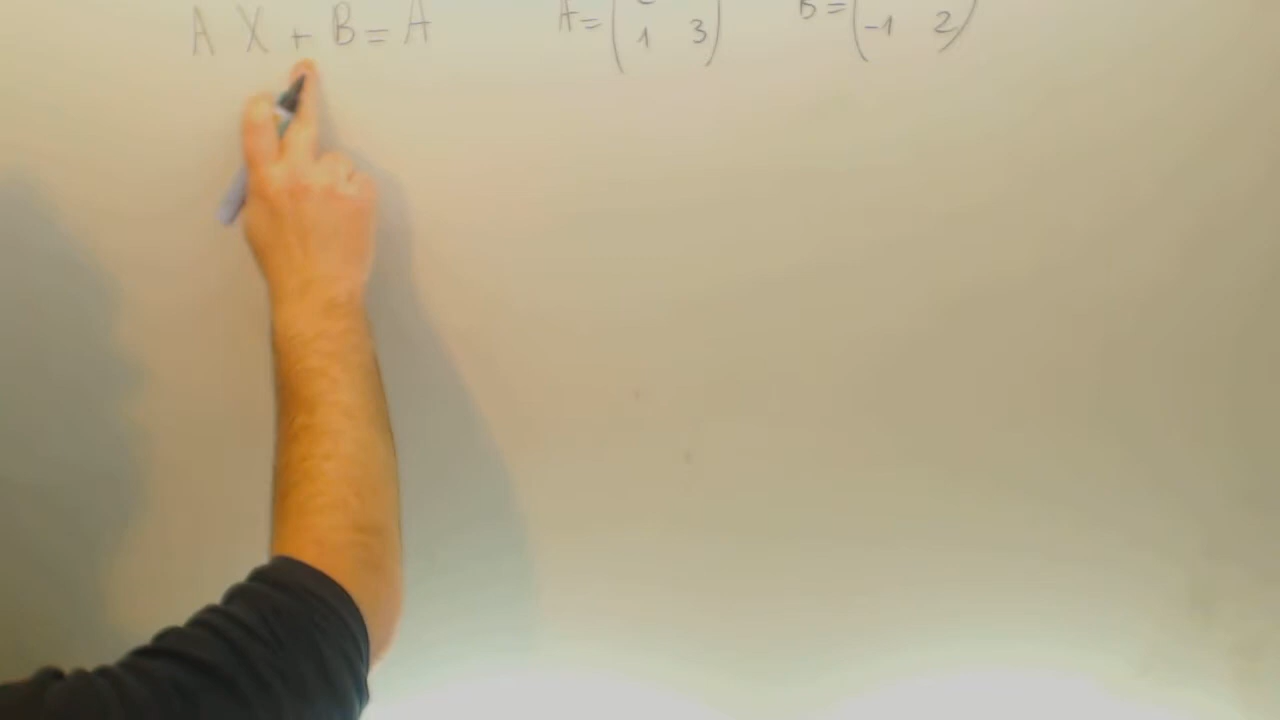 A X + B = A A = ( 1 3 ) B = ( -1 2 )